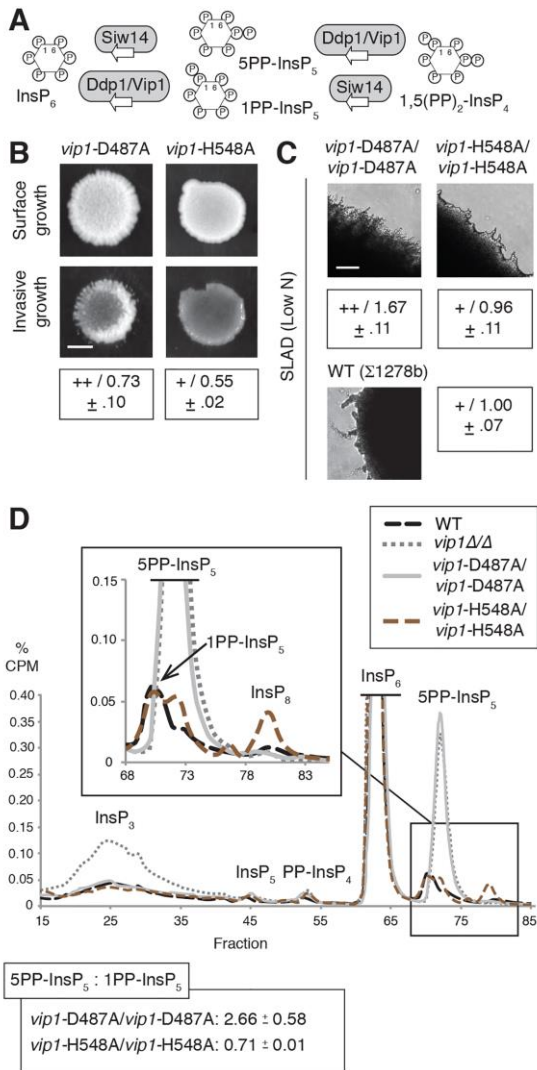 A
P P P P P P
1 6
InsP6
Siw14
Ddp1/Vip1
5PP-InsP5
1PP-InsP5
Ddp1/Vip1
Siw14
1,5(PP)2-InsP4
B
vip1-D487A vip1-H548A
Surface growth
Invasive growth
++ / 0.73 ± .10
+ / 0.55 ± .02
C
vip1-D487A/ vip1-D487A
vip1-H548A/ vip1-H548A
SLAD (Low N)
++ / 1.67 ± .11
+ / 0.96 ± .11
WT (Σ1278b)
+ / 1.00 ± .07
D
WT
vip1Δ/Δ
vip1-D487A/ vip1-D487A
vip1-H548A/ vip1-H548A
5PP-InsP5
0.15
1PP-InsP5
0.10
InsP8
0.05
0
68 73 78 83
% CPM
0.40
0.35
0.30
0.25
0.20
0.15
0.10
0.05
0
InsP6
5PP-InsP5
InsP3
InsP5 PP-InsP4
15 25 35 45 55 65 75 85
Fraction
5PP-InsP5 : 1PP-InsP5
vip1-D487A/vip1-D487A: 2.66 ± 0.58
vip1-H548A/vip1-H548A: 0.71 ± 0.01